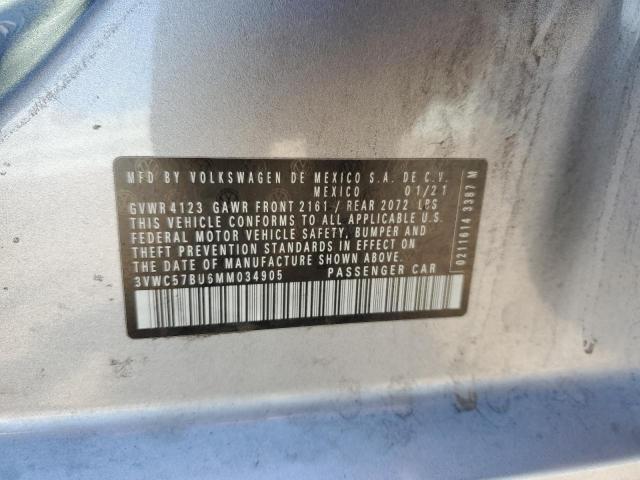 MFD BY VOLKSWAGEN DE MEXICO S.A. DE C.V.
MEXICO 01/21
GVWR 4123 GAWR FRONT 2161 / REAR 2072 LBS
THIS VEHICLE CONFORMS TO ALL APPLICABLE U.S.
FEDERAL MOTOR VEHICLE SAFETY, BUMPER AND
THEFT PREVENTION STANDARDS IN EFFECT ON THE
DATE OF MANUFACTURE SHOWN ABOVE.
3VWC57BU6MM034905 PASSENGER CAR
0211614 3387 M